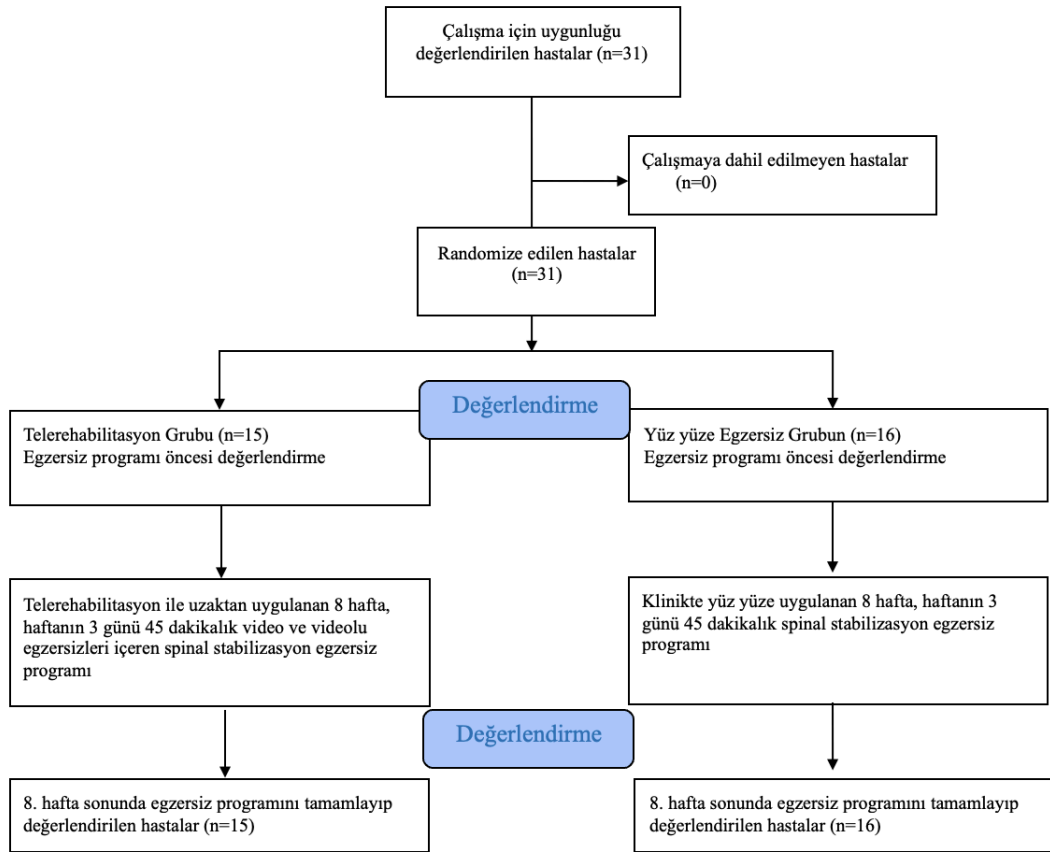 Çalışma için uygunluğu
değerlendirilen hastalar (n=31)
Çalışmaya dahil edilmeyen hastalar
(n=0)
Randomize edilen hastalar
(n=31)
Değerlendirme
Telerehabilitasyon Grubu (n=15)
Egzersiz programı öncesi değerlendirme
Yüz yüze Egzersiz Grubun (n=16)
Egzersiz programı öncesi değerlendirme
Telerehabilitasyon ile uzaktan uygulanan 8 hafta,
haftanın 3 günü 45 dakikalık video ve videolu
egzersizleri içeren spinal stabilizasyon egzersiz
programı
Klinikte yüz yüze uygulanan 8 hafta, haftanın 3
günü 45 dakikalık spinal stabilizasyon egzersiz
programı
Değerlendirme
8. hafta sonunda egzersiz programını tamamlayıp
değerlendirilen hastalar (n=15)
8. hafta sonunda egzersiz programını tamamlayıp
değerlendirilen hastalar (n=16)